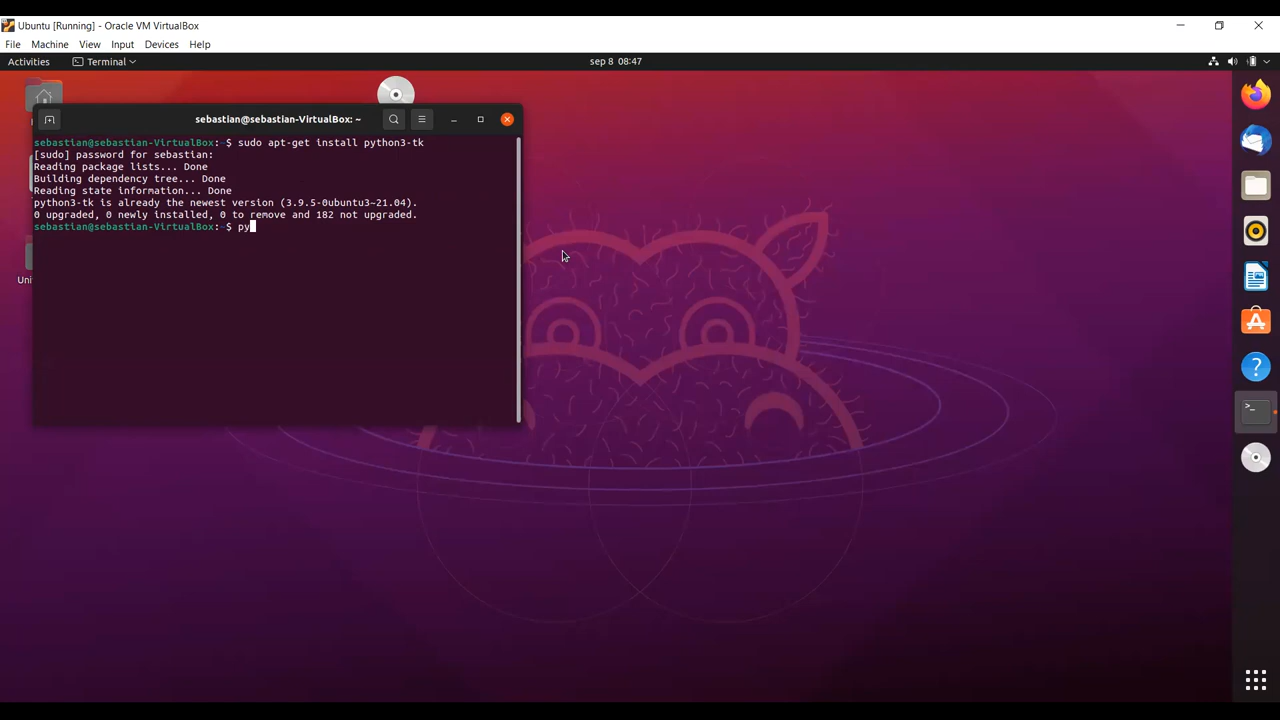 Ubuntu [Running] - Oracle VM VirtualBox
File Machine View Input Devices Help
Activities Terminal sep 8 08:47
sebastian@sebastian-VirtualBox: ~
sebastian@sebastian-VirtualBox:~$ sudo apt-get install python3-tk
[sudo] password for sebastian:
Reading package lists... Done
Building dependency tree... Done
Reading state information... Done
python3-tk is already the newest version (3.9.5-0ubuntu3~21.04).
0 upgraded, 0 newly installed, 0 to remove and 182 not upgraded.
sebastian@sebastian-VirtualBox:~$ py